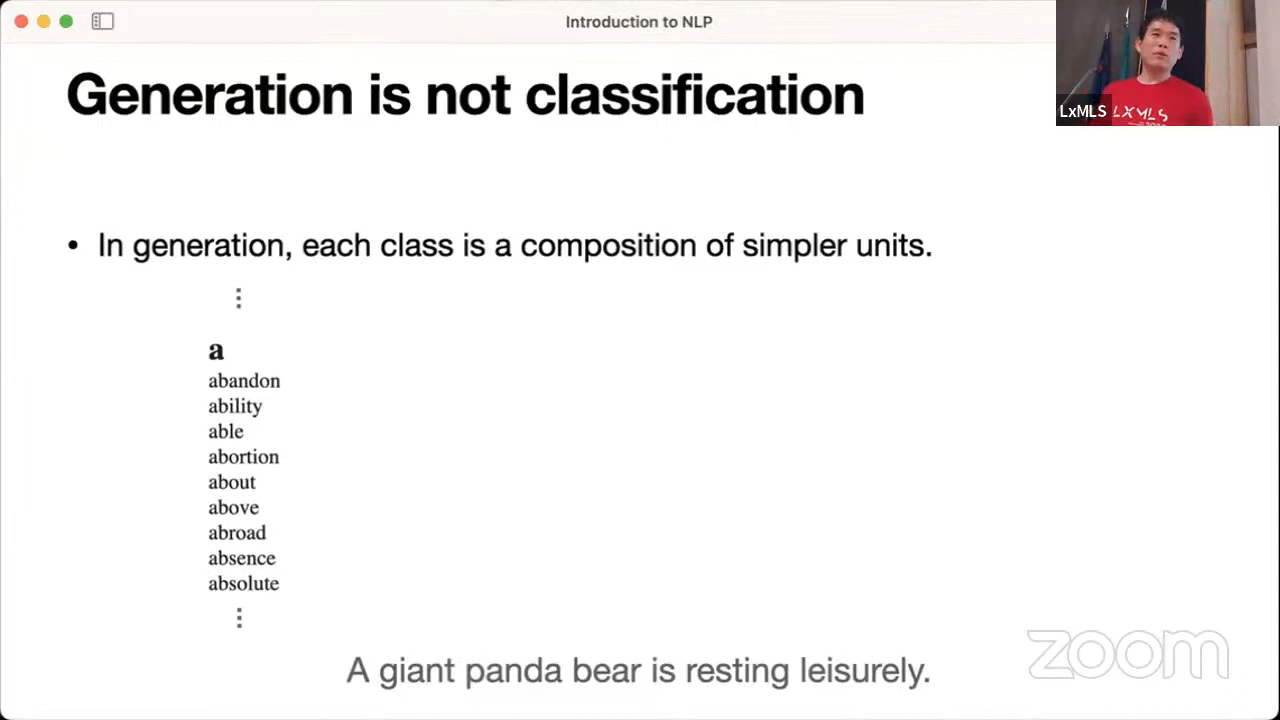 Introduction to NLP
Generation is not classification
LxMLS
LXMLS
• In generation, each class is a composition of simpler units.
⋮
a
abandon
ability
able
abortion
about
above
abroad
absence
absolute
⋮
A giant panda bear is resting leisurely.
zoom